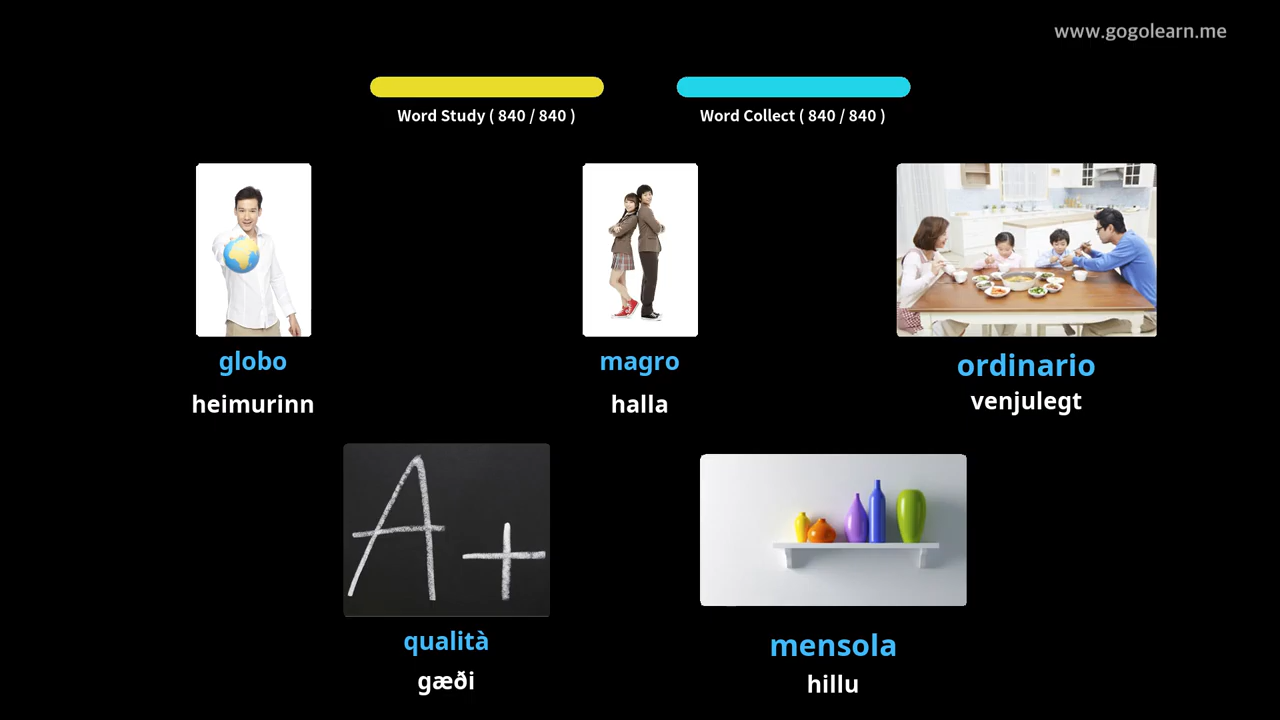 www.gogolearn.me
Word Study ( 840 / 840 )
Word Collect ( 840 / 840 )
globo
heimurinn
magro
halla
ordinario
venjulegt
A+
qualità
gæði
mensola
hillu